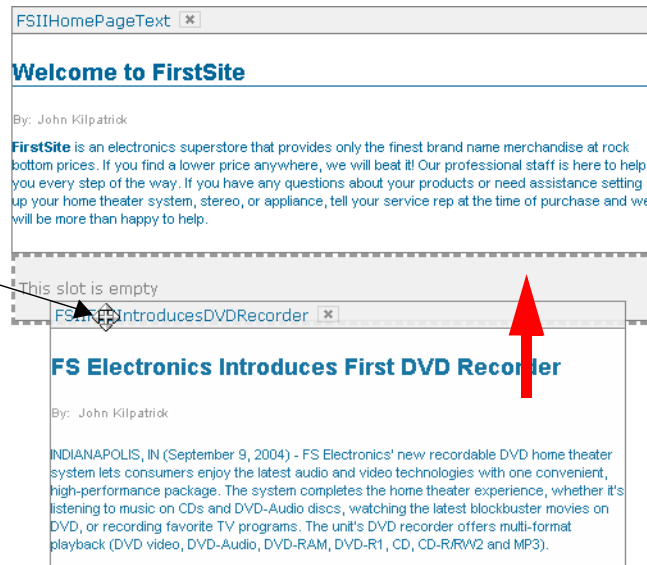 FSIIHomePageText
Welcome to FirstSite
By: John Kilpatrick
FirstSite is an electronics superstore that provides only the finest brand name merchandise at rock
bottom prices. If you find a lower price anywhere, we will beat it! Our professional staff is here to help
you every step of the way. If you have any questions about your products or need assistance setting
up your home theater system, stereo, or appliance, tell your service rep at the time of purchase and we
will be more than happy to help.
This slot is empty
IntroducesDVDRecorder
FS Electronics Introduces First DVD Recorder
By: John Kilpatrick
INDIANAPOLIS, IN (September 9, 2004) - FS Electronics' new recordable DVD home theater
system lets consumers enjoy the latest audio and video technologies with one convenient,
high-performance package. The system completes the home theater experience, whether it's
listening to music on CDs and DVD-Audio discs, watching the latest blockbuster movies on
DVD, or recording favorite TV programs. The unit's DVD recorder offers multi-format
playback (DVD video, DVD-Audio, DVD-RAM, DVD-R1, CD, CD-R/RW2 and MP3).